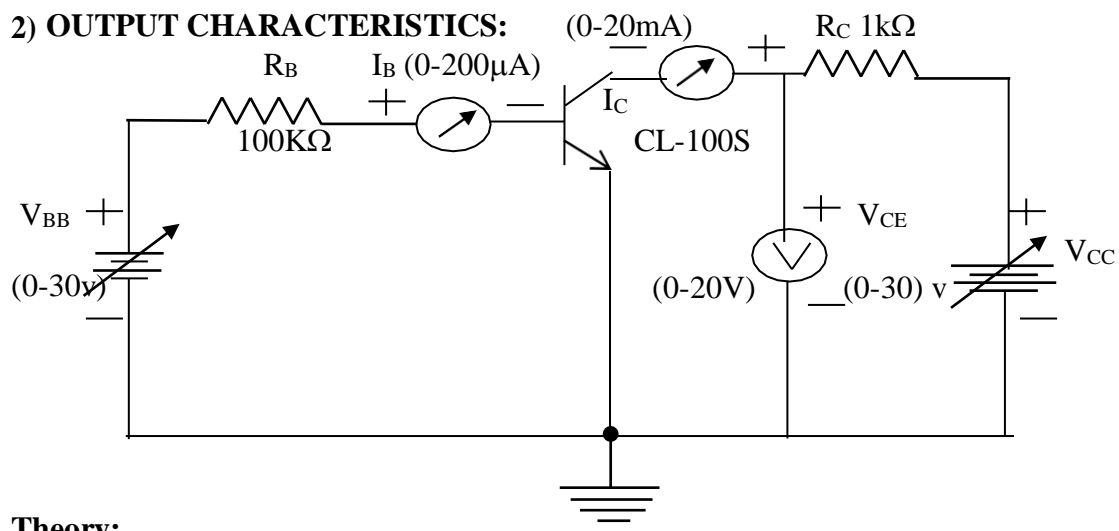 2) OUTPUT CHARACTERISTICS:
(0-20mA)
RC 1kΩ
RB
IB (0-200µA)
IC
100KΩ
CL-100S
VBB
VCE
VCC
(0-30v)
(0-20V)
(0-30) v
Theory: